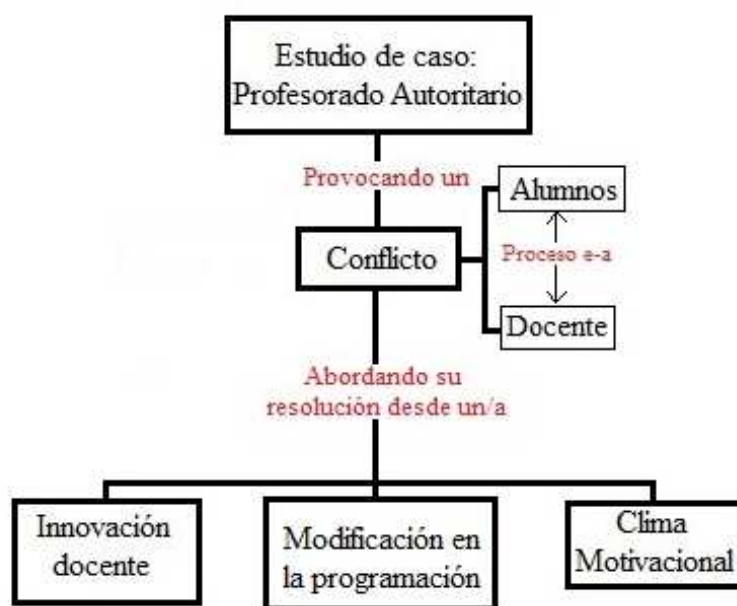 Estudio de caso:
Profesorado Autoritario
Provocando un
Alumnos
Conflicto
Proceso e-a
Docente
Abordando su
resolución desde un/a
Innovación
docente
Modificación en
la programación
Clima
Motivacional